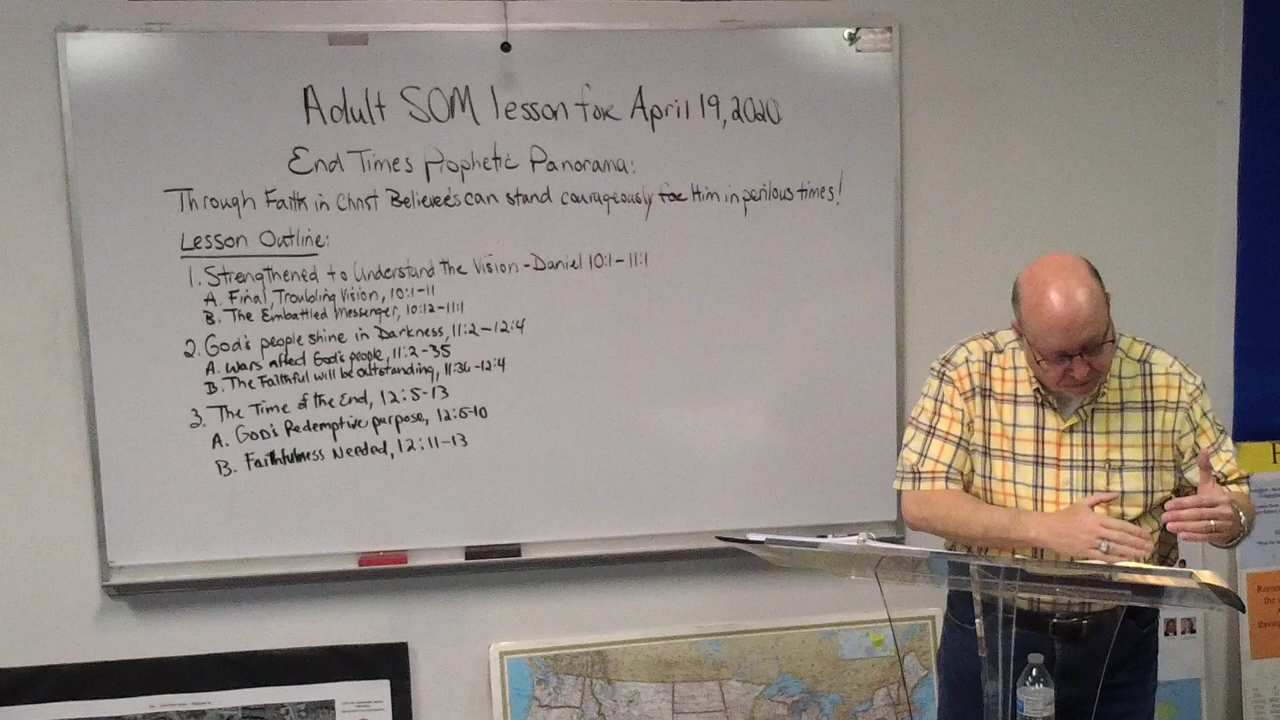 Adult SOM lesson for April 19, 2020
End Times Prophetic Panorama:
Through Faith in Christ Believer's can stand courageously for Him in perilous times!
Lesson Outline:
1. Strengthened to Understand the Vision - Daniel 10:1-11:1
A. Final, Troubling Vision, 10:1-11
B. The Embattled Messenger, 10:12-11:1
2. God's people shine in Darkness, 11:2-12:4
A. Wars affect God's people, 11:2-35
B. The Faithful will be outstanding, 11:36-12:4
3. The Time of the End, 12:5-13
A. God's Redemptive purpose, 12:5-10
B. Faithfulness Needed, 12:11-13